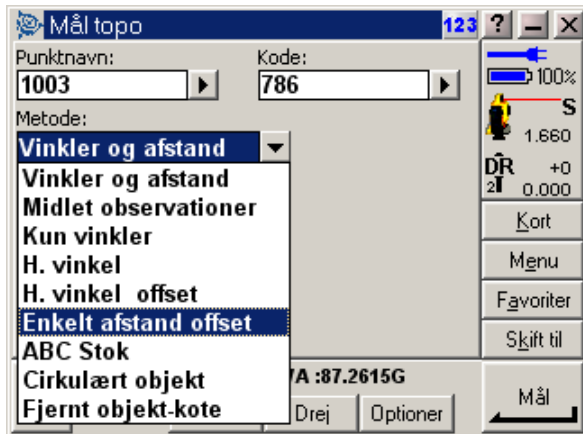 Mål topo
123
?
Punktnavn:
Kode:
1003
786
Metode:
Vinkler og afstand
Vinkler og afstand
Midlet observationer
Kun vinkler
H. vinkel
H. vinkel offset
Enkelt afstand offset
ABC Stok
Cirkulært objekt
Fjernt objekt-kote
/A :87.2615G
Drej
Optioner
100%
S
1.660
DR +0
2 0.000
Kort
Menu
Favoriter
Skift til
Mål